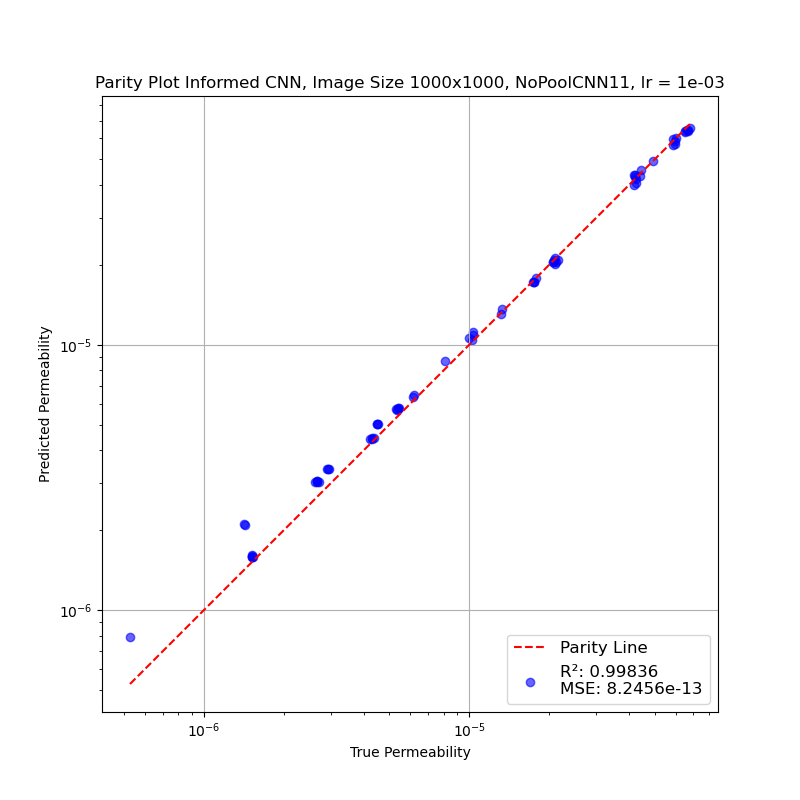 Parity Plot Informed CNN, Image Size 1000x1000, NoPoolCNN11, lr = 1e-03
Predicted Permeability
10⁻⁵
10⁻⁶
Parity Line
R²: 0.99836
MSE: 8.2456e-13
10⁻⁶
10⁻⁵
True Permeability